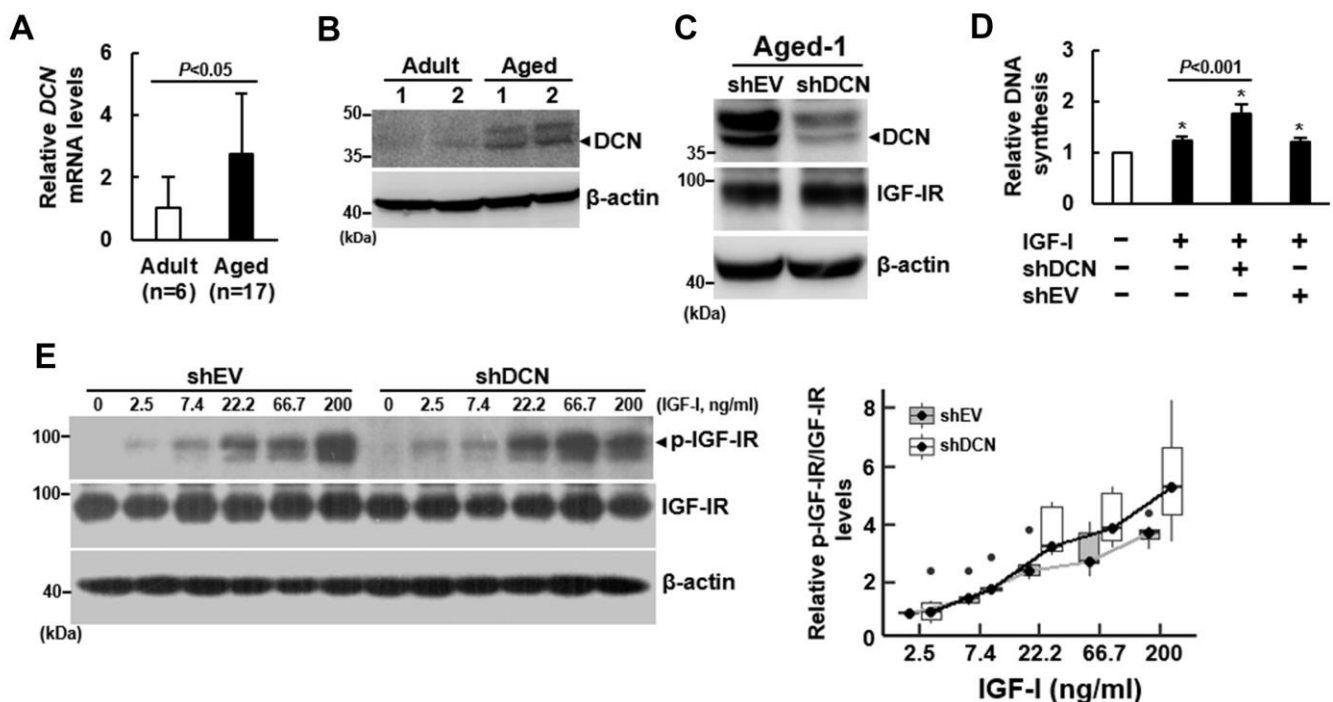 A
Relative DCN
mRNA levels
6
4
2
0
P<0.05
Adult
(n=6)
Aged
(n=17)
B
Adult Aged
1 2 1 2
50
35
DCN
40
β-actin
(kDa)
C
Aged-1
shEV shDCN
35
DCN
100
IGF-IR
40
β-actin
(kDa)
D
Relative DNA
synthesis
3
2
1
0
P<0.001
* * *
IGF-I − + + +
shDCN − − + −
shEV − − − +
E
shEV shDCN
0 2.5 7.4 22.2 66.7 200 0 2.5 7.4 22.2 66.7 200 (IGF-I, ng/ml)
100
p-IGF-IR
100
IGF-IR
40
β-actin
(kDa)
Relative p-IGF-IR/IGF-IR
levels
8
6
4
2
0
shEV
shDCN
2.5 7.4 22.2 66.7 200
IGF-I (ng/ml)